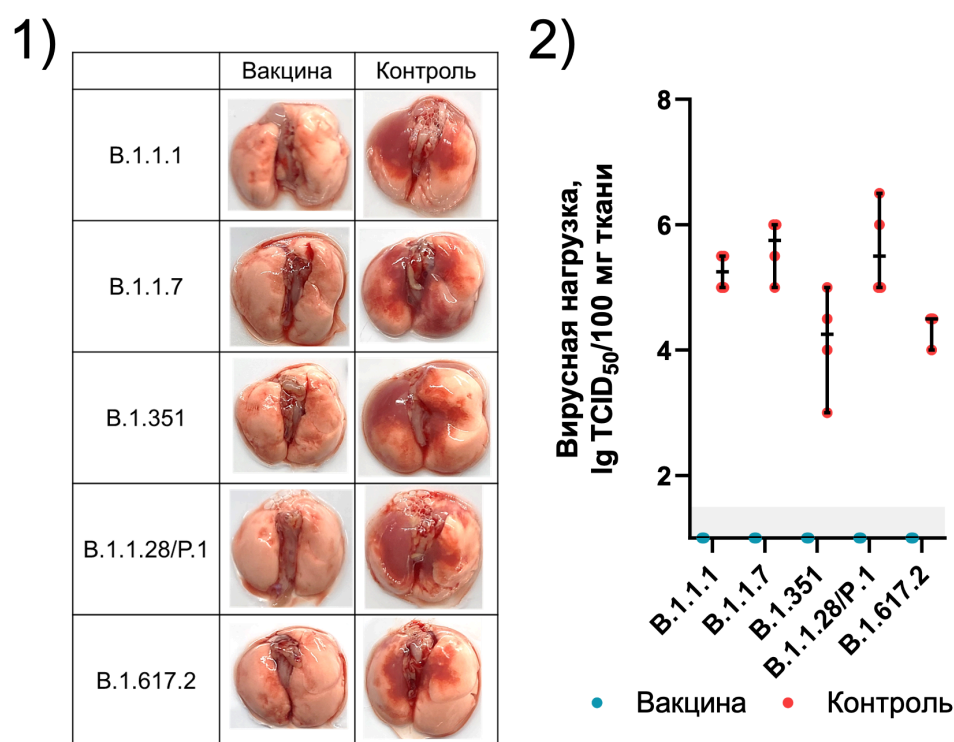 1)
Вакцина Контроль
B.1.1.1
B.1.1.7
B.1.351
B.1.1.28/P.1
B.1.617.2
2)
Вирусная нагрузка,
lg TCID50/100 мг ткани
8
6
4
2
B.1.1.1
B.1.1.7
B.1.351
B.1.1.28/P.1
B.1.617.2
Вакцина Контроль